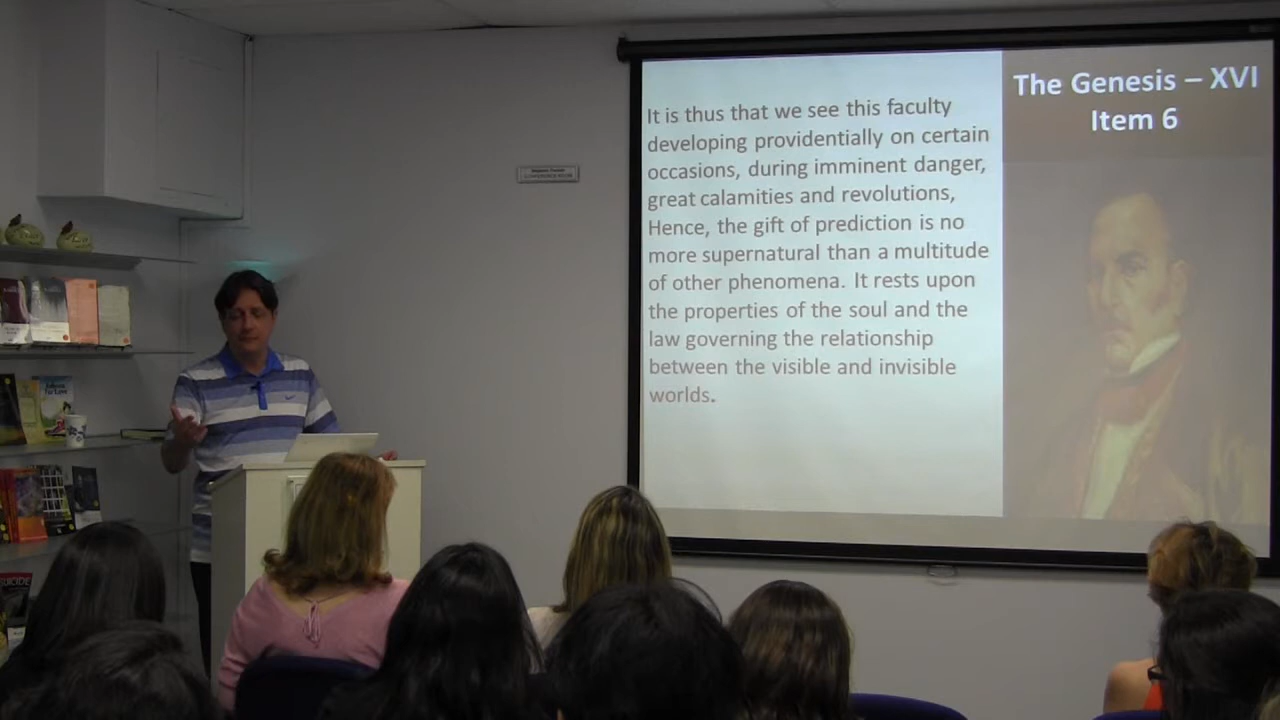 The Genesis – XVI
Item 6
It is thus that we see this faculty
developing providentially on certain
occasions, during imminent danger,
great calamities and revolutions,
Hence, the gift of prediction is no
more supernatural than a multitude
of other phenomena. It rests upon
the properties of the soul and the
law governing the relationship
between the visible and invisible
worlds.
CONFERENCE ROOM
SUICIDE